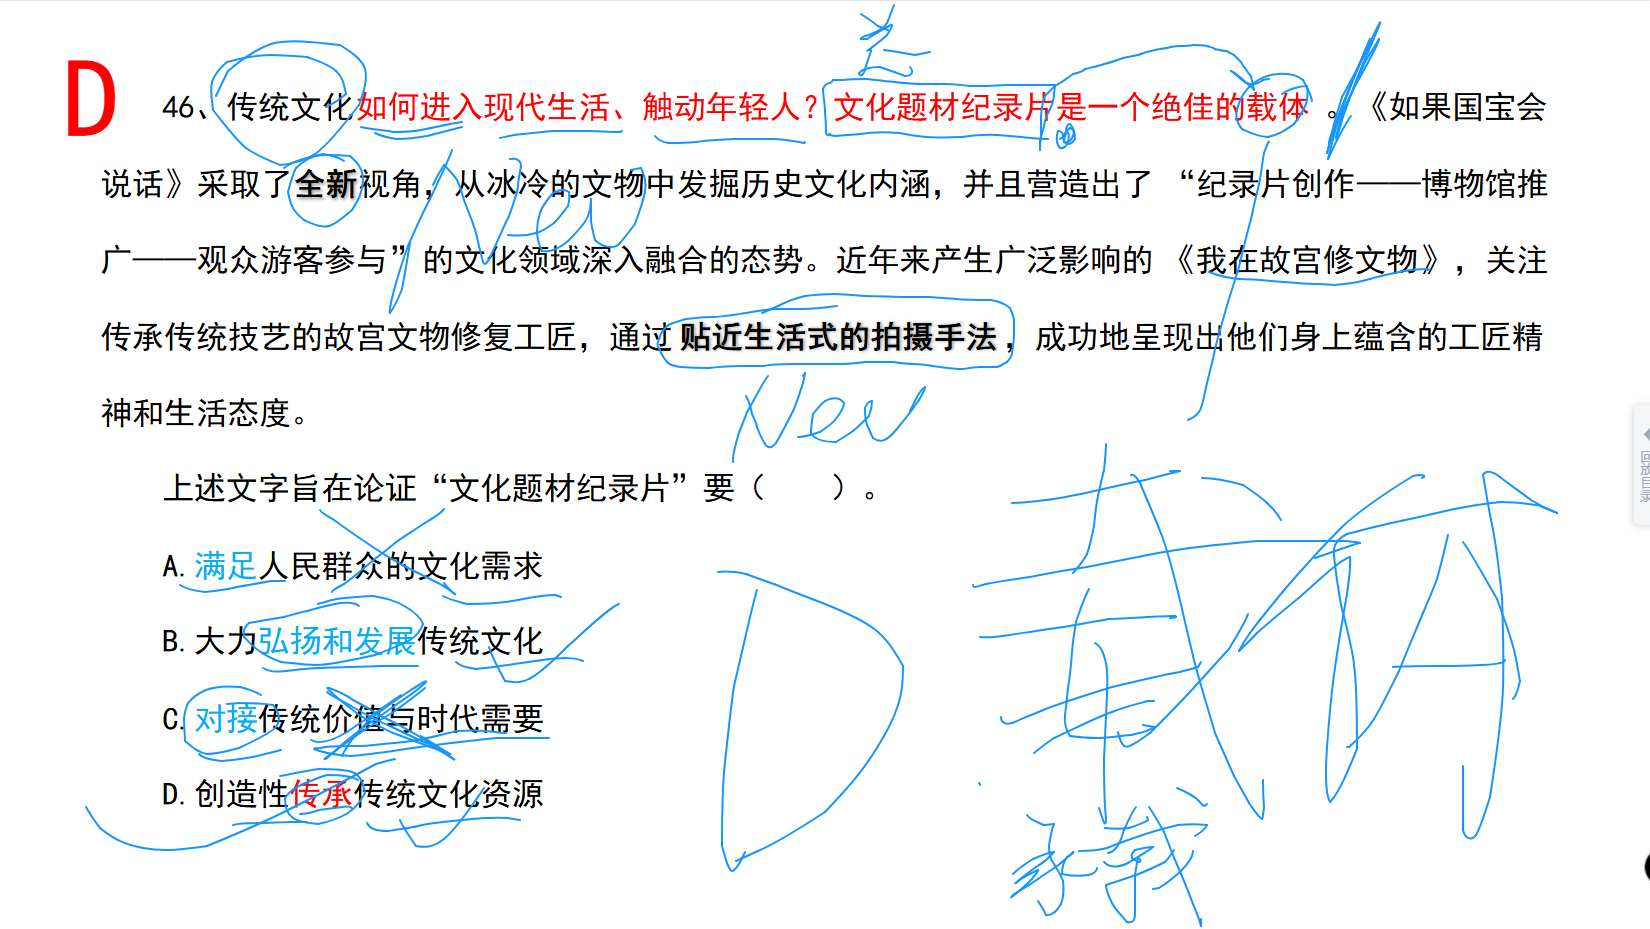 D
46、传统文化如何进入现代生活、触动年轻人？文化题材纪录片是一个绝佳的载体 。 《如果国宝会
说话》采取了全新视角，从冰冷的文物中发掘历史文化内涵，并且营造出了 “纪录片创作——博物馆推
广——观众游客参与”的文化领域深入融合的态势。近年来产生广泛影响的 《我在故宫修文物》，关注
传承传统技艺的故宫文物修复工匠，通过贴近生活式的拍摄手法，成功地呈现出他们身上蕴含的工匠精
神和生活态度。
New
New
上述文字旨在论证“文化题材纪录片”要（　　）。
A.满足人民群众的文化需求
B.大力弘扬和发展传统文化
C.对接传统价值与时代需要
D.创造性传承传统文化资源
D
载体
承载
回放目录